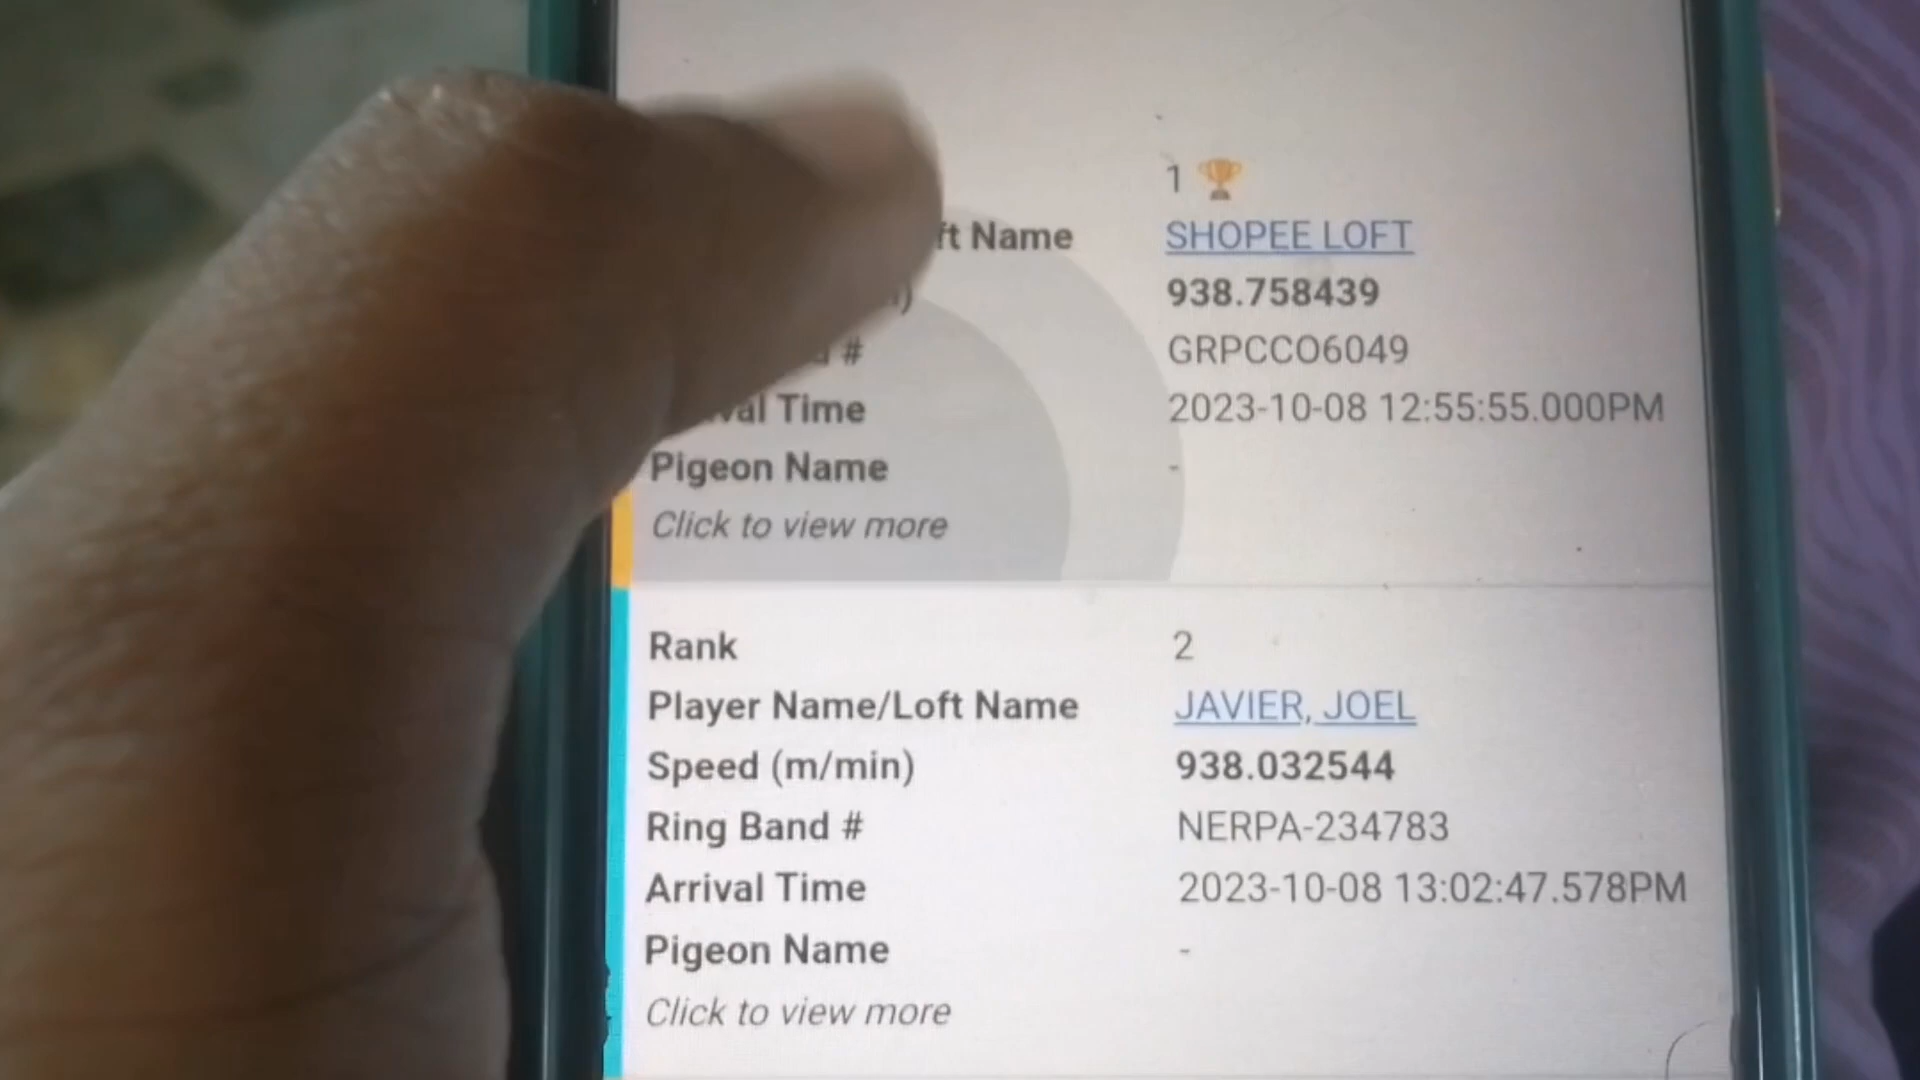 1
ft Name SHOPEE LOFT
) 938.758439
# GRPCCO6049
val Time 2023-10-08 12:55:55.000PM
Pigeon Name -
Click to view more
Rank 2
Player Name/Loft Name JAVIER, JOEL
Speed (m/min) 938.032544
Ring Band # NERPA-234783
Arrival Time 2023-10-08 13:02:47.578PM
Pigeon Name -
Click to view more